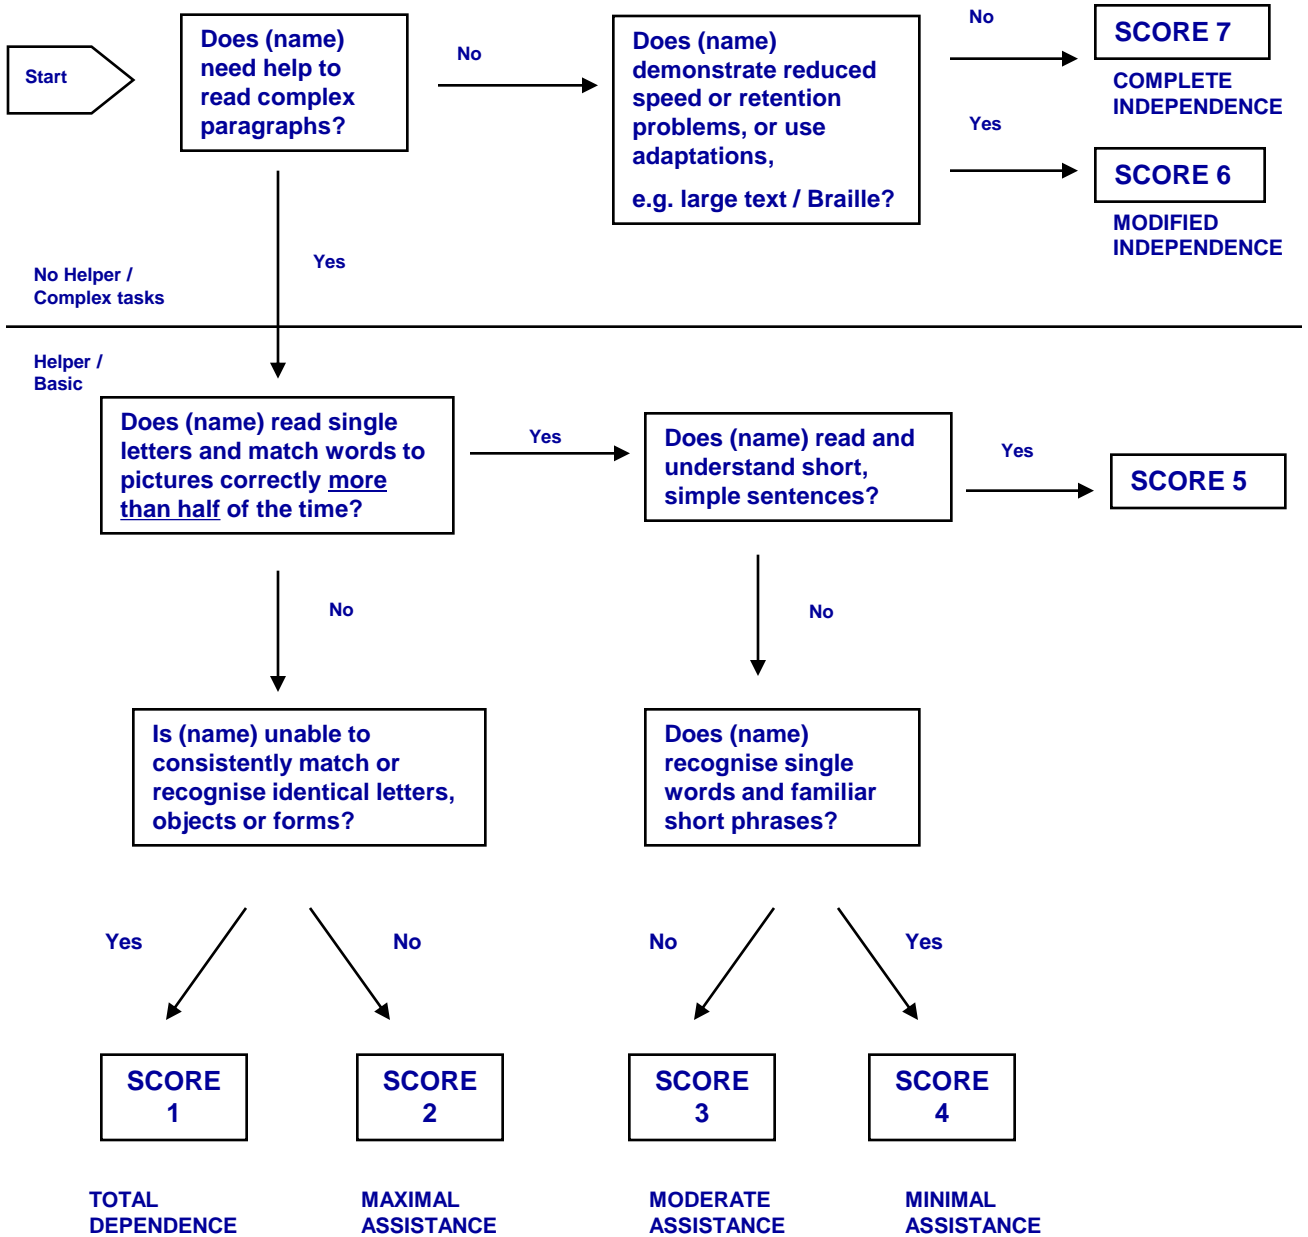 Start
Does (name)
need help to
read complex
paragraphs?
No
Does (name)
demonstrate reduced
speed or retention
problems, or use
adaptations,
e.g. large text / Braille?
No
SCORE 7
COMPLETE
INDEPENDENCE
Yes
SCORE 6
MODIFIED
INDEPENDENCE
Yes
No Helper /
Complex tasks
Helper /
Basic
Does (name) read single
letters and match words to
pictures correctly more
than half of the time?
Yes
Does (name) read and
understand short,
simple sentences?
Yes
SCORE 5
No
No
Is (name) unable to
consistently match or
recognise identical letters,
objects or forms?
Does (name)
recognise single
words and familiar
short phrases?
Yes
No
No
Yes
SCORE
1
SCORE
2
SCORE
3
SCORE
4
TOTAL
DEPENDENCE
MAXIMAL
ASSISTANCE
MODERATE
ASSISTANCE
MINIMAL
ASSISTANCE